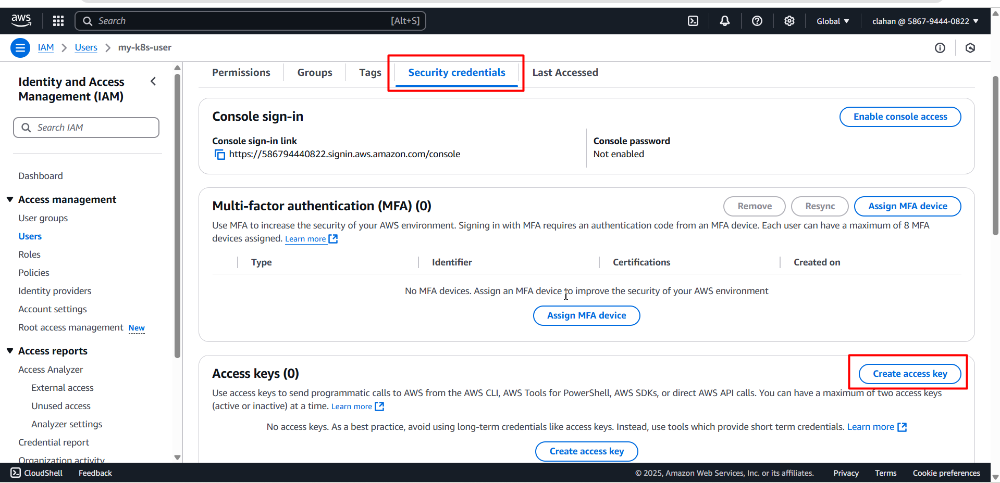 aws
Search
[Alt+S]
Global
clahan @ 5867-9444-0822
IAM
Users
my-k8s-user
Identity and Access
Management (IAM)
Search IAM
Dashboard
Access management
User groups
Users
Roles
Policies
Identity providers
Account settings
Root access management New
Access reports
Access Analyzer
External access
Unused access
Analyzer settings
Credential report
Organization activity
Permissions
Groups
Tags
Security credentials
Last Accessed
Console sign-in
Enable console access
Console sign-in link
https://586794440822.signin.aws.amazon.com/console
Console password
Not enabled
Multi-factor authentication (MFA) (0)
Remove
Resync
Assign MFA device
Use MFA to increase the security of your AWS environment. Signing in with MFA requires an authentication code from an MFA device. Each user can have a maximum of 8 MFA
devices assigned. Learn more
Type
Identifier
Certifications
Created on
No MFA devices. Assign an MFA device to improve the security of your AWS environment
Assign MFA device
Access keys (0)
Create access key
Use access keys to send programmatic calls to AWS from the AWS CLI, AWS Tools for PowerShell, AWS SDKs, or direct AWS API calls. You can have a maximum of two access keys
(active or inactive) at a time. Learn more
No access keys. As a best practice, avoid using long-term credentials like access keys. Instead, use tools which provide short term credentials. Learn more
Create access key
CloudShell
Feedback
© 2025, Amazon Web Services, Inc. or its affiliates.
Privacy
Terms
Cookie preferences